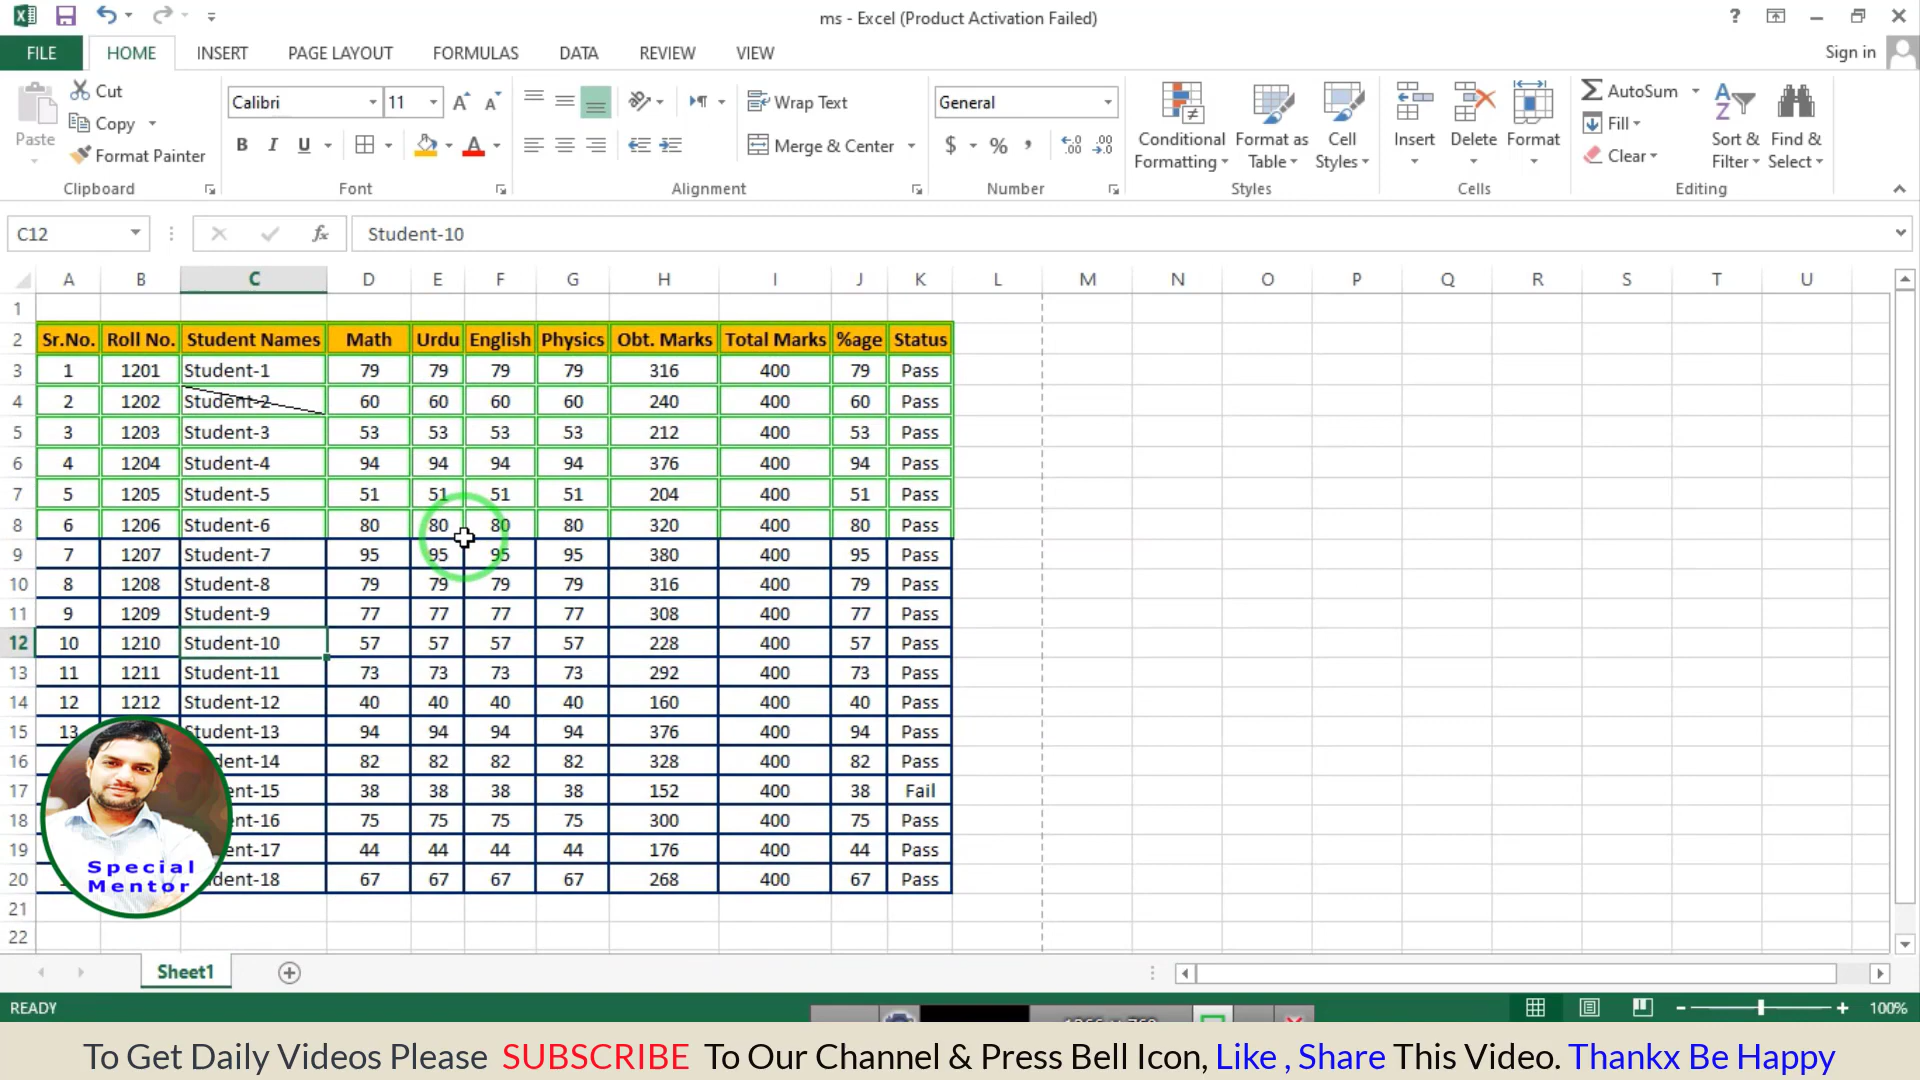 ms - Excel (Product Activation Failed)
FILE HOME INSERT PAGE LAYOUT FORMULAS DATA REVIEW VIEW Sign in
Paste Cut Copy Format Painter Clipboard
Calibri 11 B I U Font
Wrap Text Merge & Center Alignment
General $ % , Number
Conditional Formatting Format as Table Cell Styles Styles
Insert Delete Format Cells
AutoSum Fill Clear Sort & Filter Find & Select Editing
C12 fx Student-10
A B C D E F G H I J K L M N O P Q R S T U
1
2 Sr.No. Roll No. Student Names Math Urdu English Physics Obt. Marks Total Marks %age Status
3 1 1201 Student-1 79 79 79 79 316 400 79 Pass
4 2 1202 Student-2 60 60 60 60 240 400 60 Pass
5 3 1203 Student-3 53 53 53 53 212 400 53 Pass
6 4 1204 Student-4 94 94 94 94 376 400 94 Pass
7 5 1205 Student-5 51 51 51 51 204 400 51 Pass
8 6 1206 Student-6 80 80 80 80 320 400 80 Pass
9 7 1207 Student-7 95 95 95 95 380 400 95 Pass
10 8 1208 Student-8 79 79 79 79 316 400 79 Pass
11 9 1209 Student-9 77 77 77 77 308 400 77 Pass
12 10 1210 Student-10 57 57 57 57 228 400 57 Pass
13 11 1211 Student-11 73 73 73 73 292 400 73 Pass
14 12 1212 Student-12 40 40 40 40 160 400 40 Pass
15 13 Student-13 94 94 94 94 376 400 94 Pass
16 dent-14 82 82 82 82 328 400 82 Pass
17 ent-15 38 38 38 38 152 400 38 Fail
18 ent-16 75 75 75 75 300 400 75 Pass
19 ent-17 44 44 44 44 176 400 44 Pass
20 dent-18 67 67 67 67 268 400 67 Pass
21
22
Special
Mentor
Sheet1
READY 100%
To Get Daily Videos Please SUBSCRIBE To Our Channel & Press Bell Icon, Like , Share This Video. Thankx Be Happy